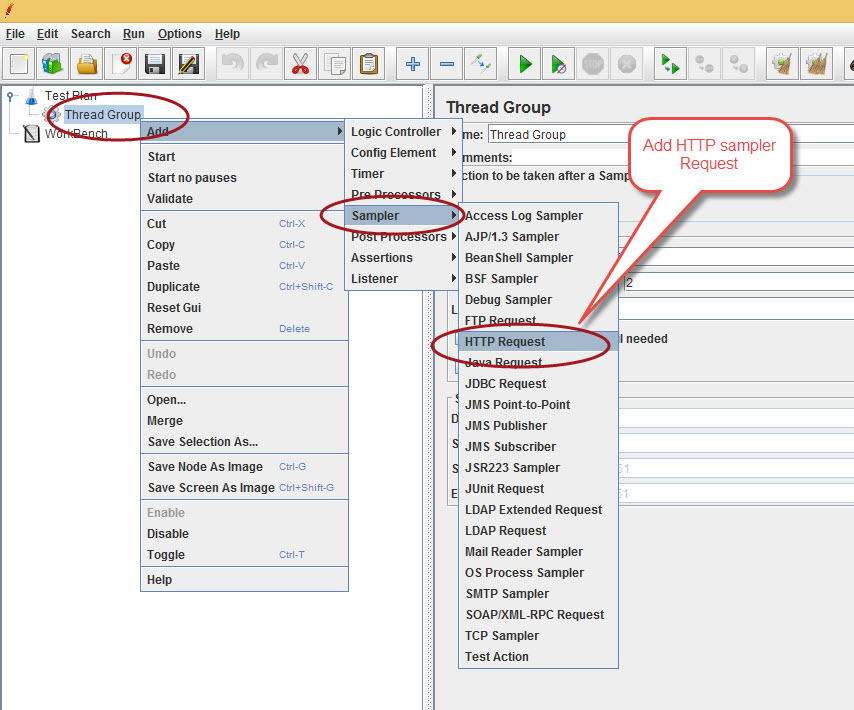 File Edit Search Run Options Help
Test Plan
Thread Group
WorkBench
Add
Start
Start no pauses
Validate
Cut Ctrl-X
Copy Ctrl-C
Paste Ctrl-V
Duplicate Ctrl+Shift-C
Reset Gui
Remove Delete
Undo
Redo
Open...
Merge
Save Selection As...
Save Node As Image Ctrl-G
Save Screen As Image Ctrl+Shift-G
Enable
Disable
Toggle Ctrl-T
Help
Logic Controller
Config Element
Timer
Pre Processors
Sampler
Post Processors
Assertions
Listener
Access Log Sampler
AJP/1.3 Sampler
BeanShell Sampler
BSF Sampler
Debug Sampler
FTP Request
HTTP Request
Java Request
JDBC Request
JMS Point-to-Point
JMS Publisher
JMS Subscriber
JSR223 Sampler
JUnit Request
LDAP Extended Request
LDAP Request
Mail Reader Sampler
OS Process Sampler
SMTP Sampler
SOAP/XML-RPC Request
TCP Sampler
Test Action
Thread Group
me: Thread Group
omments:
ction to be taken after a Samp
2
l needed
Add HTTP sampler
Request